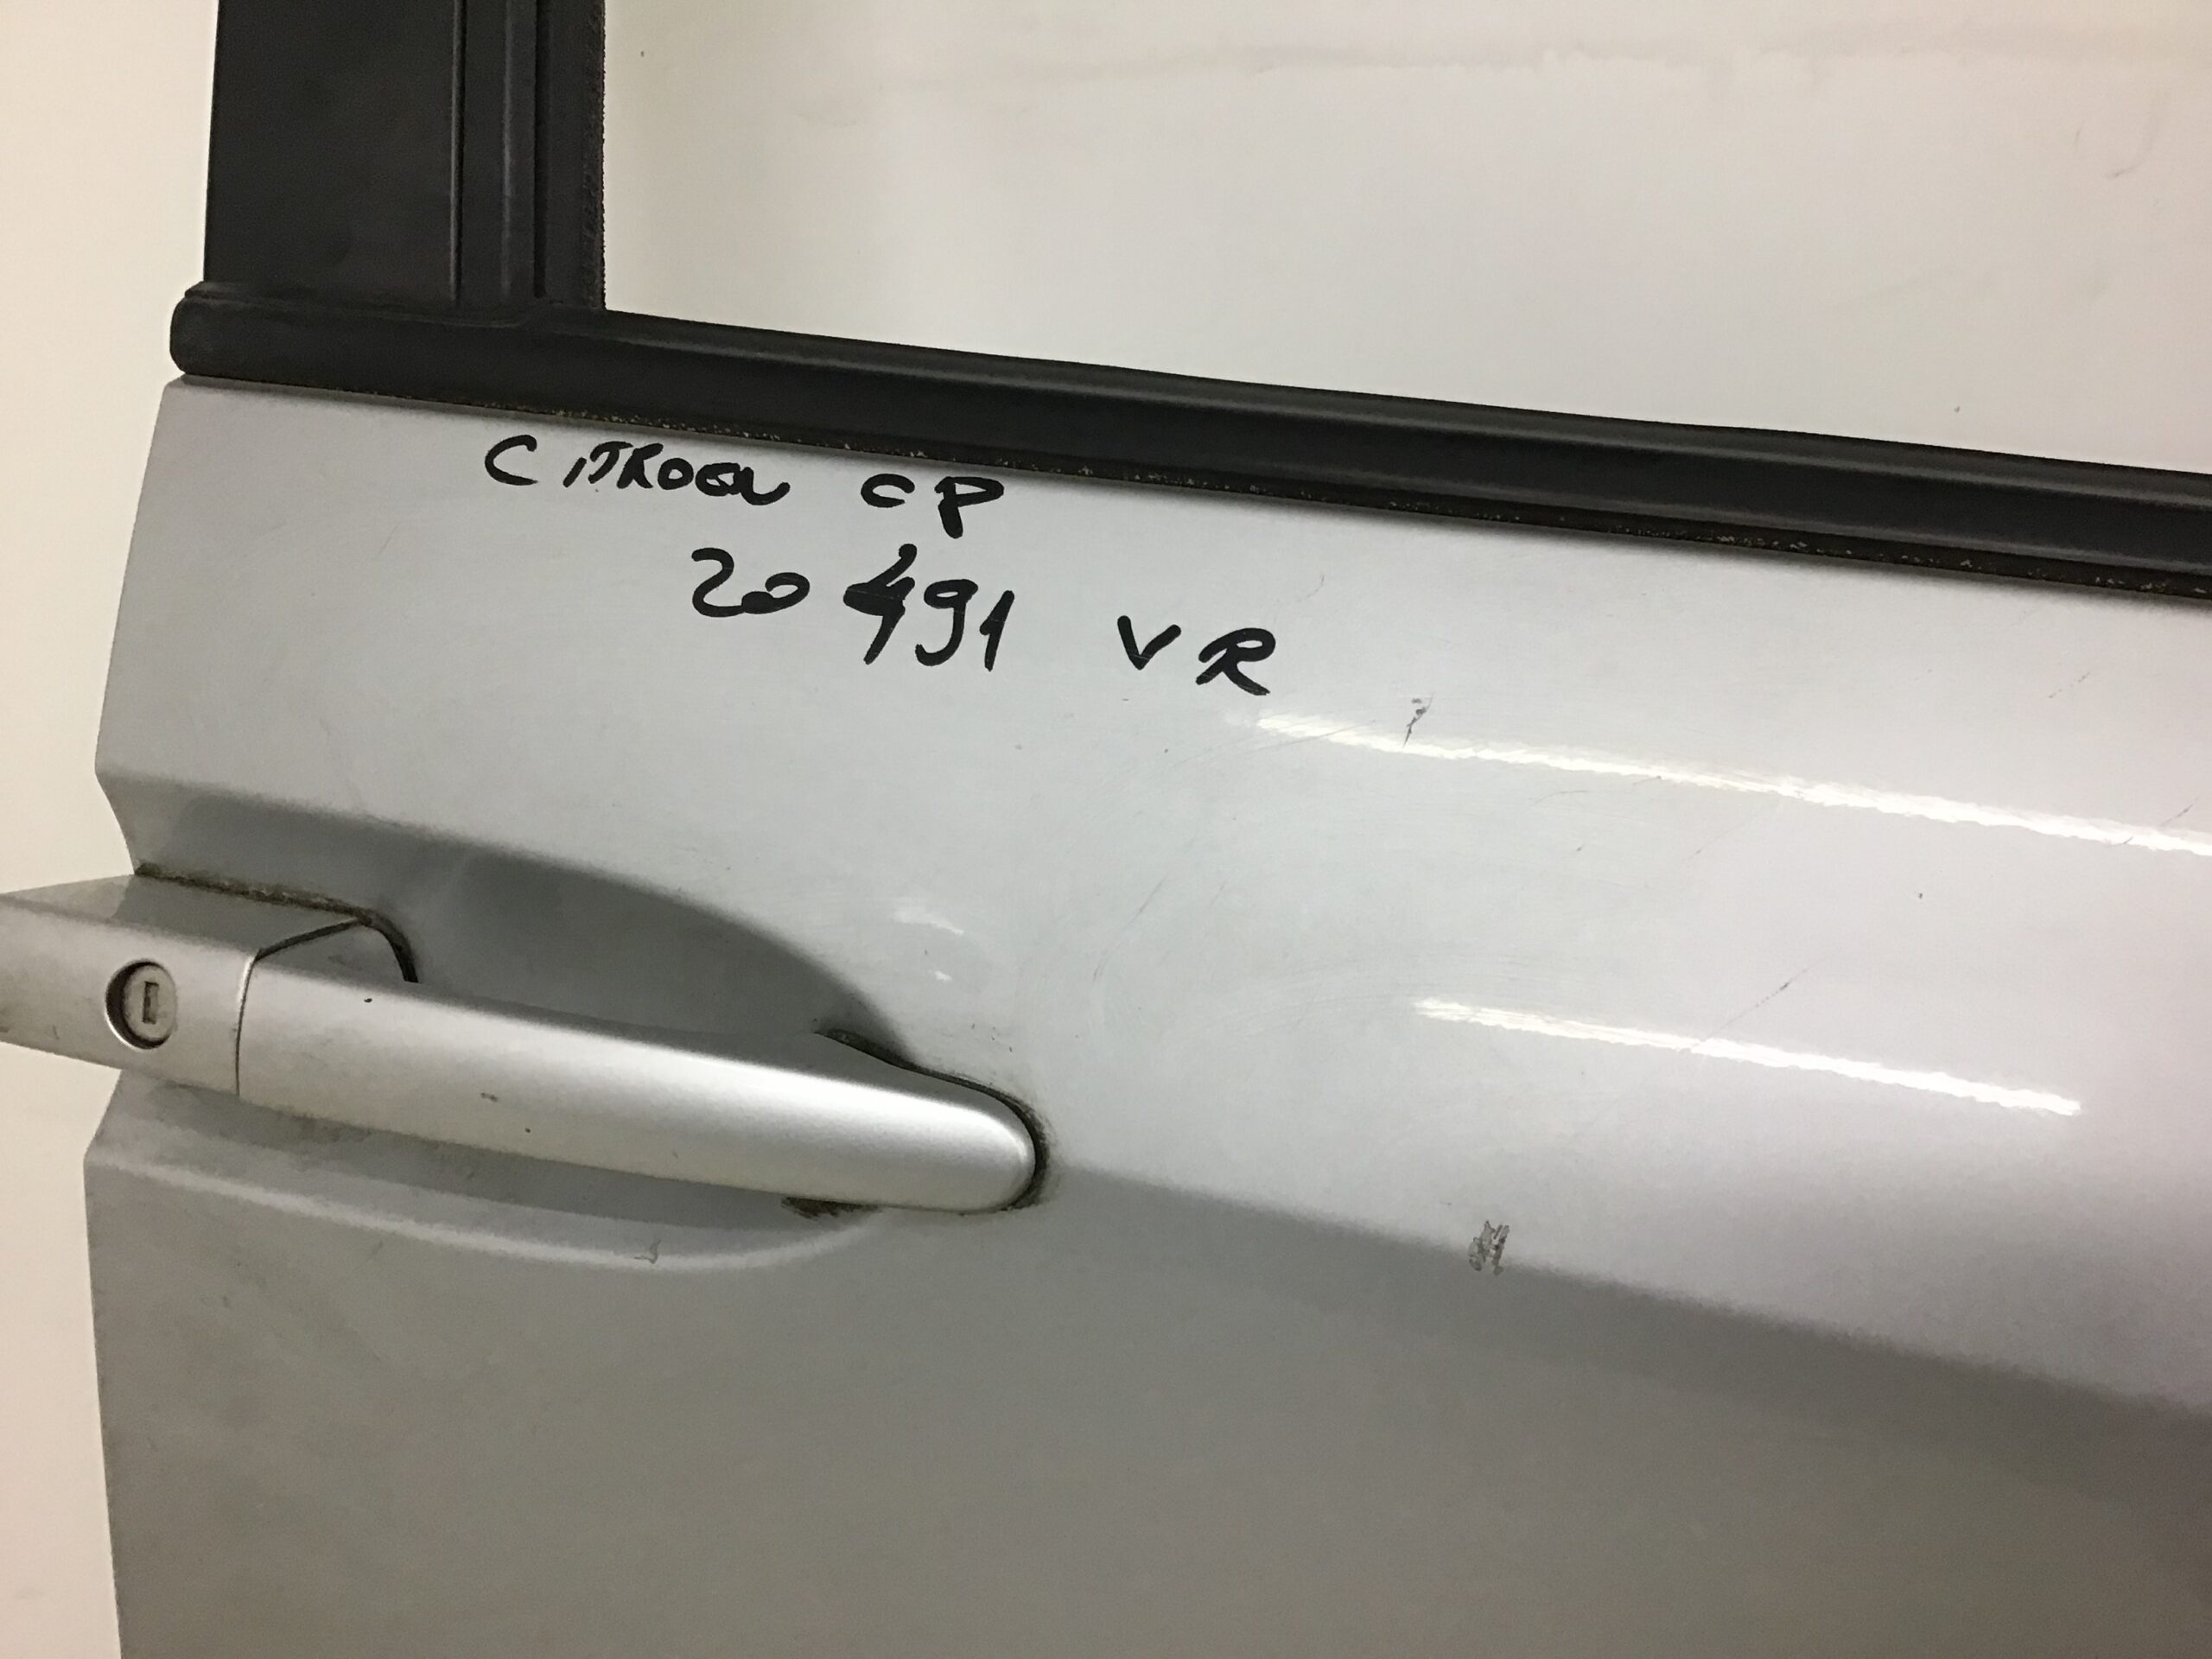 CITROEN CP
20491 VR